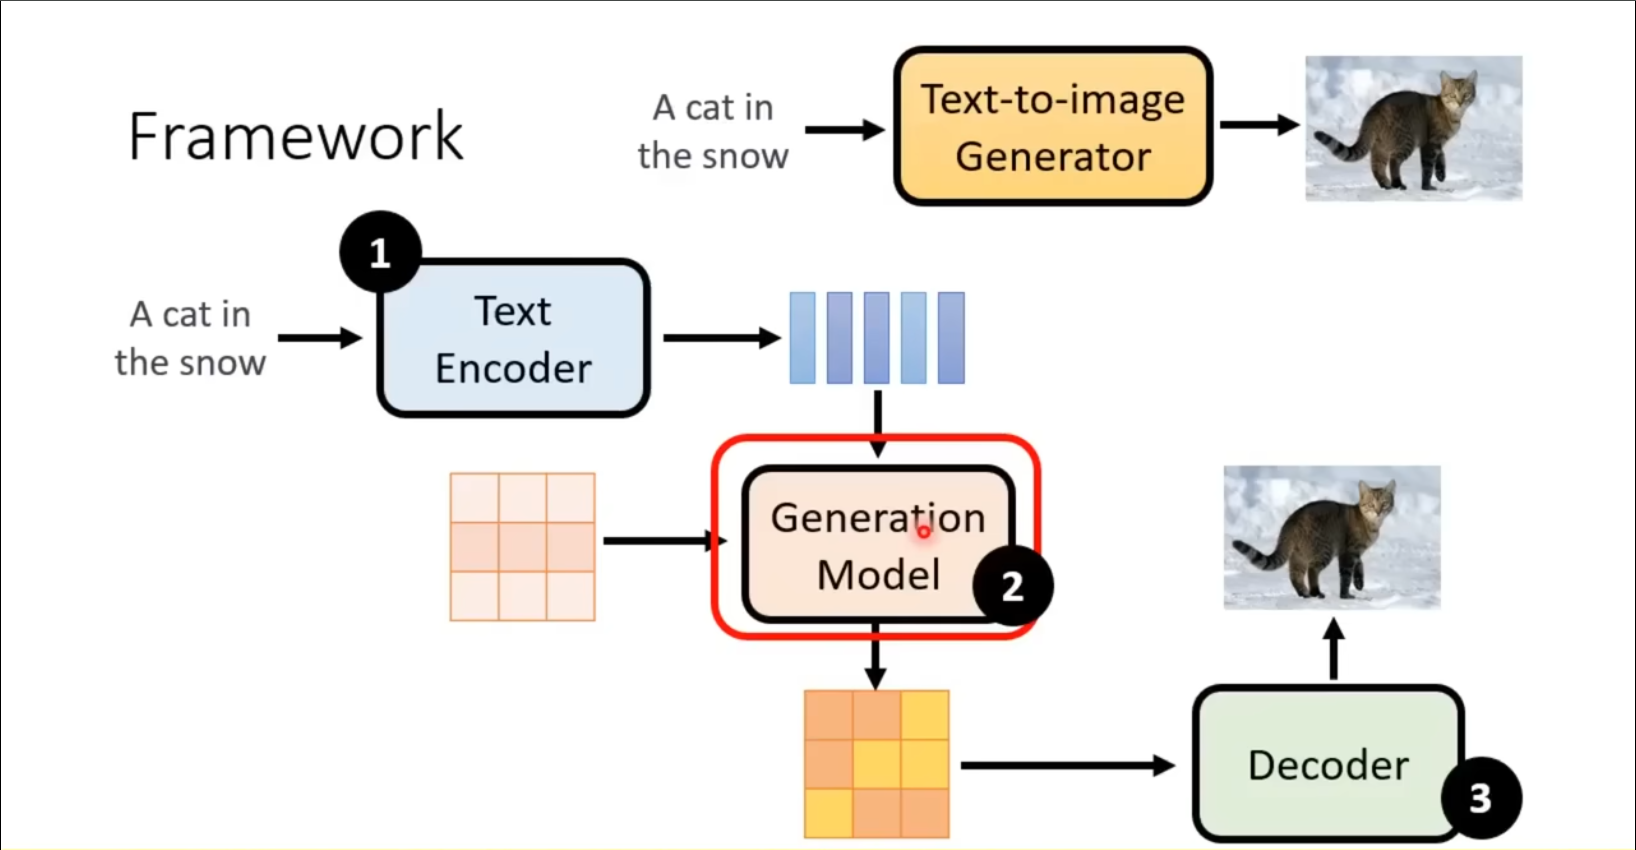 Framework
A cat in
the snow
Text-to-image
Generator
1
A cat in
the snow
Text
Encoder
Generation
Model
2
Decoder
3